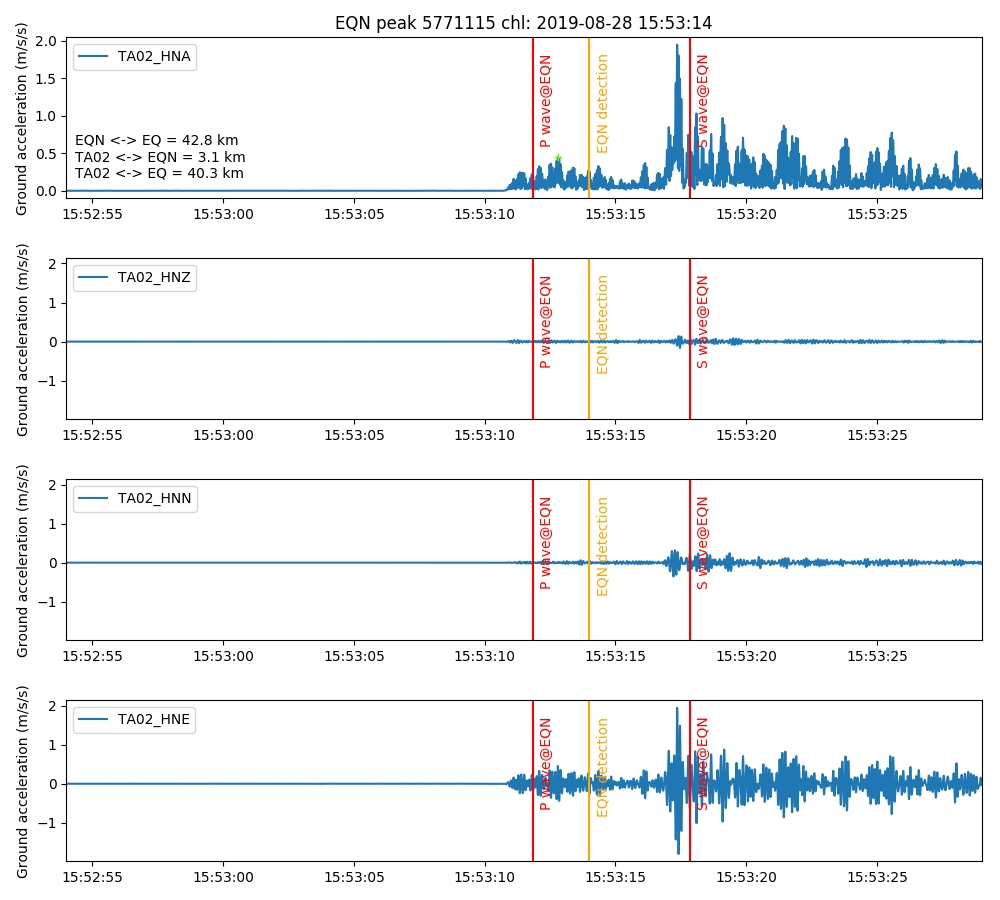 EQN peak 5771115 chl: 2019-08-28 15:53:14
Ground acceleration (m/s/s)
2.0
1.5
1.0
0.5
0.0
TA02_HNA
EQN <-> EQ = 42.8 km
TA02 <-> EQN = 3.1 km
TA02 <-> EQ = 40.3 km
P wave@EQN
EQN detection
S wave@EQN
15:52:55 15:53:00 15:53:05 15:53:10 15:53:15 15:53:20 15:53:25
Ground acceleration (m/s/s)
2
1
0
−1
TA02_HNZ
P wave@EQN
EQN detection
S wave@EQN
15:52:55 15:53:00 15:53:05 15:53:10 15:53:15 15:53:20 15:53:25
Ground acceleration (m/s/s)
2
1
0
−1
TA02_HNN
P wave@EQN
EQN detection
S wave@EQN
15:52:55 15:53:00 15:53:05 15:53:10 15:53:15 15:53:20 15:53:25
Ground acceleration (m/s/s)
2
1
0
−1
TA02_HNE
P wave@EQN
EQN detection
S wave@EQN
15:52:55 15:53:00 15:53:05 15:53:10 15:53:15 15:53:20 15:53:25